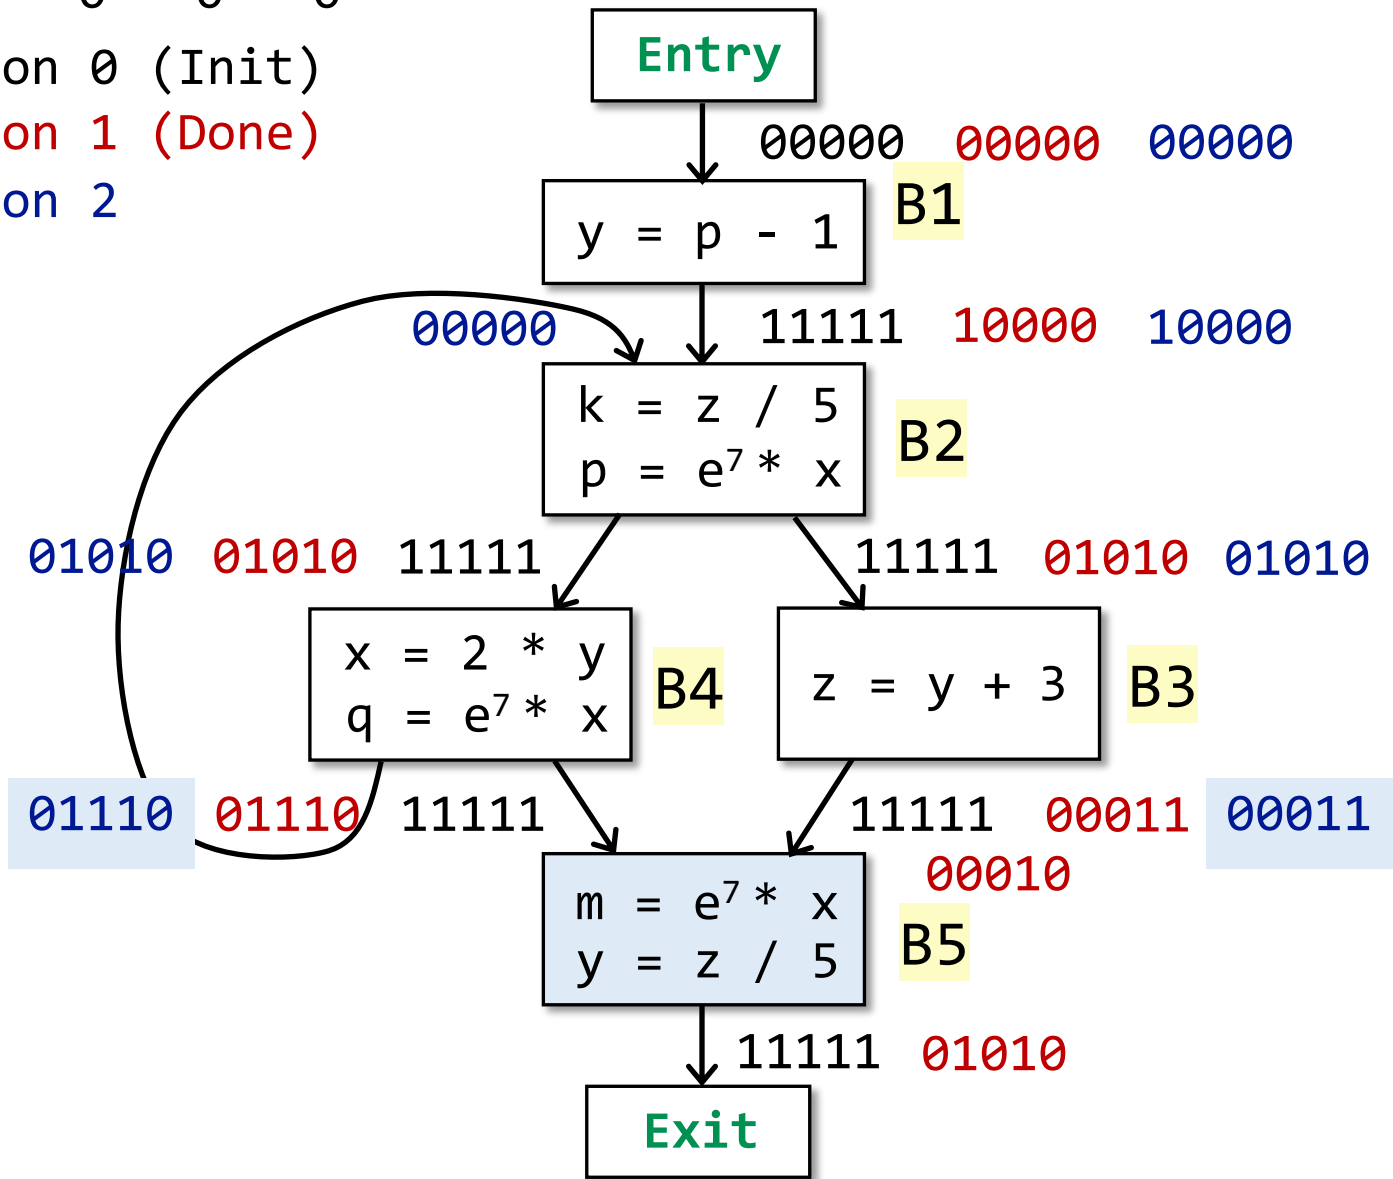 on 0 (Init)
on 1 (Done)
on 2
Entry
00000 00000 00000
B1
y = p - 1
00000
11111 10000 10000
k = z / 5
p = e⁷ * x
B2
01010 01010 11111
11111 01010 01010
x = 2 * y
q = e⁷ * x
B4
z = y + 3
B3
01110 01110 11111
11111 00011 00011
00010
m = e⁷ * x
y = z / 5
B5
11111 01010
Exit